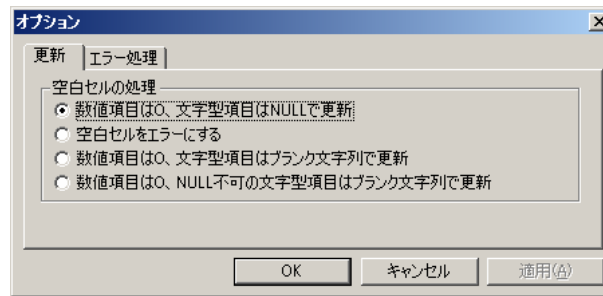 オプション
更新
エラー処理
空白セルの処理
数値項目は0、文字型項目はNULLで更新
空白セルをエラーにする
数値項目は0、文字型項目はブランク文字列で更新
数値項目は0、NULL不可の文字型項目はブランク文字列で更新
OK
キャンセル
適用(A)